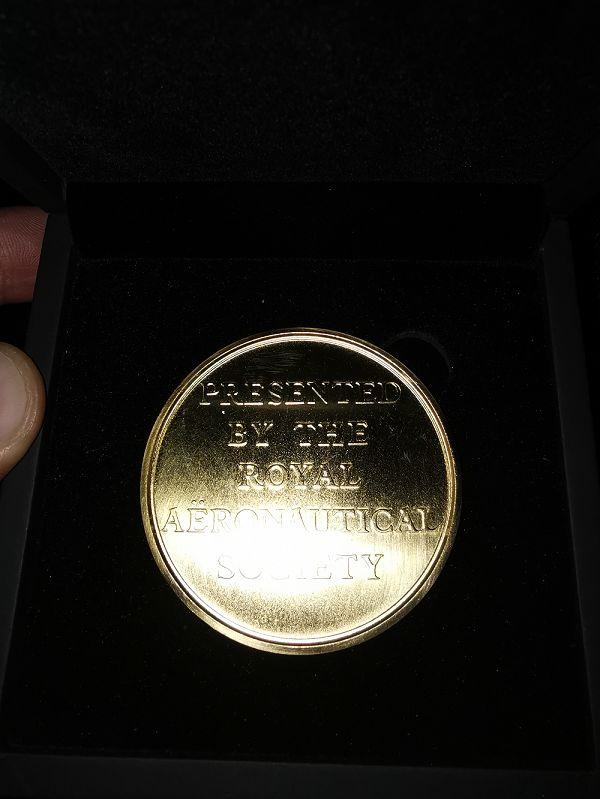 PRESENTED
BY THE
ROYAL
AËRONAUTICAL
SOCIETY